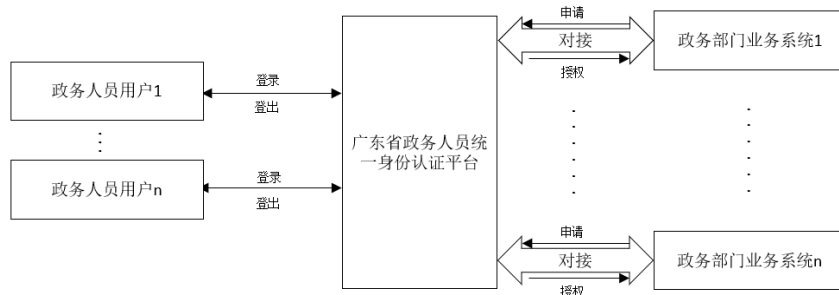 申请
对接
授权
政务部门业务系统1
政务人员用户1
登录
登出
广东省政务人员统
一身份认证平台
政务人员用户n
登录
登出
申请
对接
授权
政务部门业务系统n